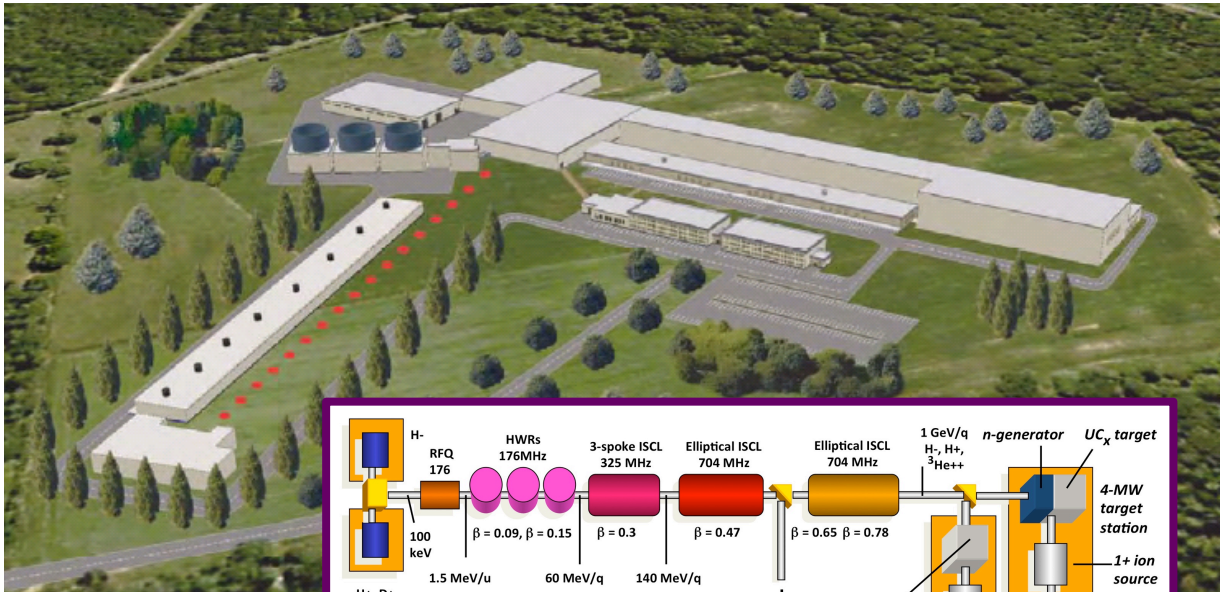 H-
RFQ
176
HWRs
176MHz
3-spoke ISCL
325 MHz
Elliptical ISCL
704 MHz
Elliptical ISCL
704 MHz
1 GeV/q
H-, H+,
3He++
n-generator
UCx target
4-MW
target
station
100
keV
β = 0.09, β = 0.15
β = 0.3
β = 0.47
β = 0.65 β = 0.78
1.5 MeV/u
60 MeV/q
140 MeV/q
1+ ion
source